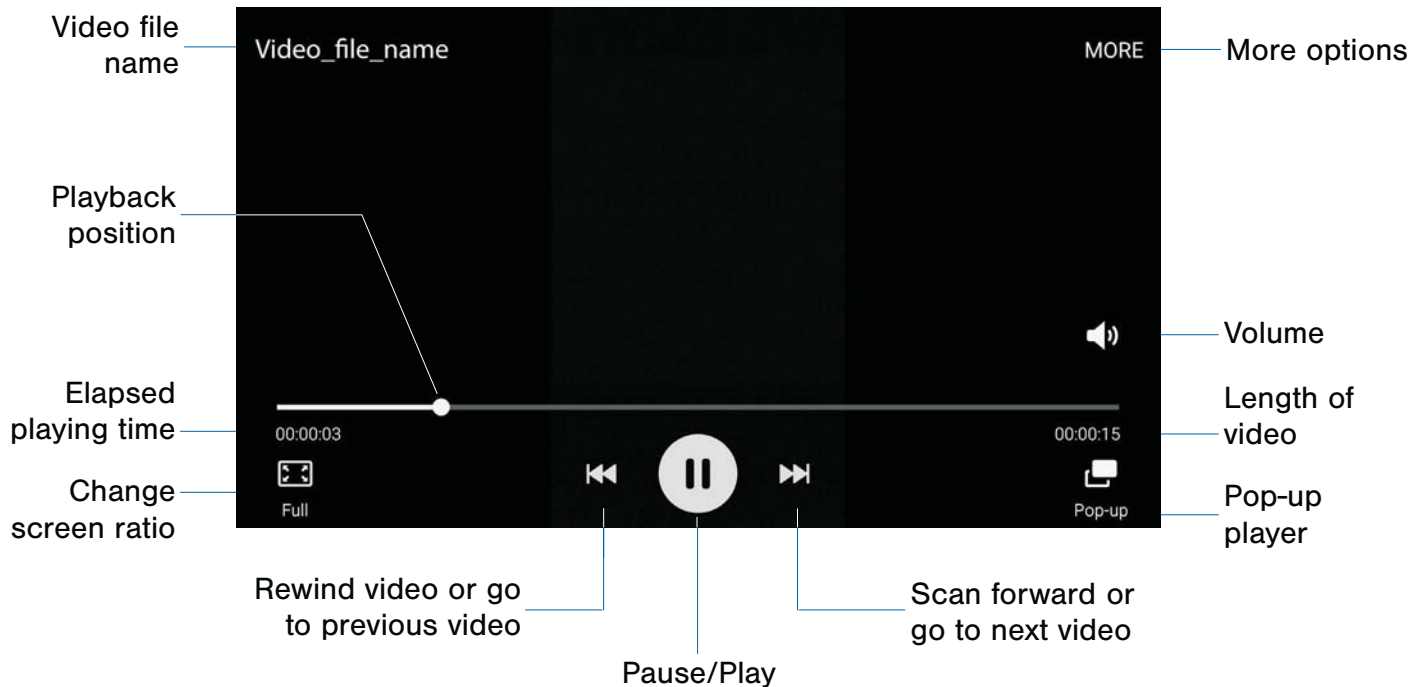 Video file
name
Video_file_name
MORE
More options
Playback
position
Volume
Elapsed
playing time
00:00:03
00:00:15
Length of
video
Change
screen ratio
Full
Pop-up
Pop-up
player
Rewind video or go
to previous video
Pause/Play
Scan forward or
go to next video